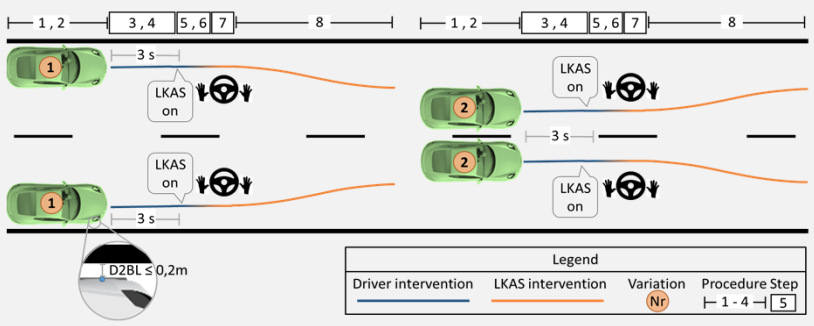 1 , 2
3 , 4
5 , 6
7
8
1 , 2
3 , 4
5 , 6
7
8
1
3 s
LKAS
on
LKAS
on
2
3 s
2
LKAS
on
1
LKAS
on
3 s
D2BL ≤ 0,2m
Legend
Driver intervention
LKAS intervention
Variation
Procedure Step
Nr
1 - 4
5